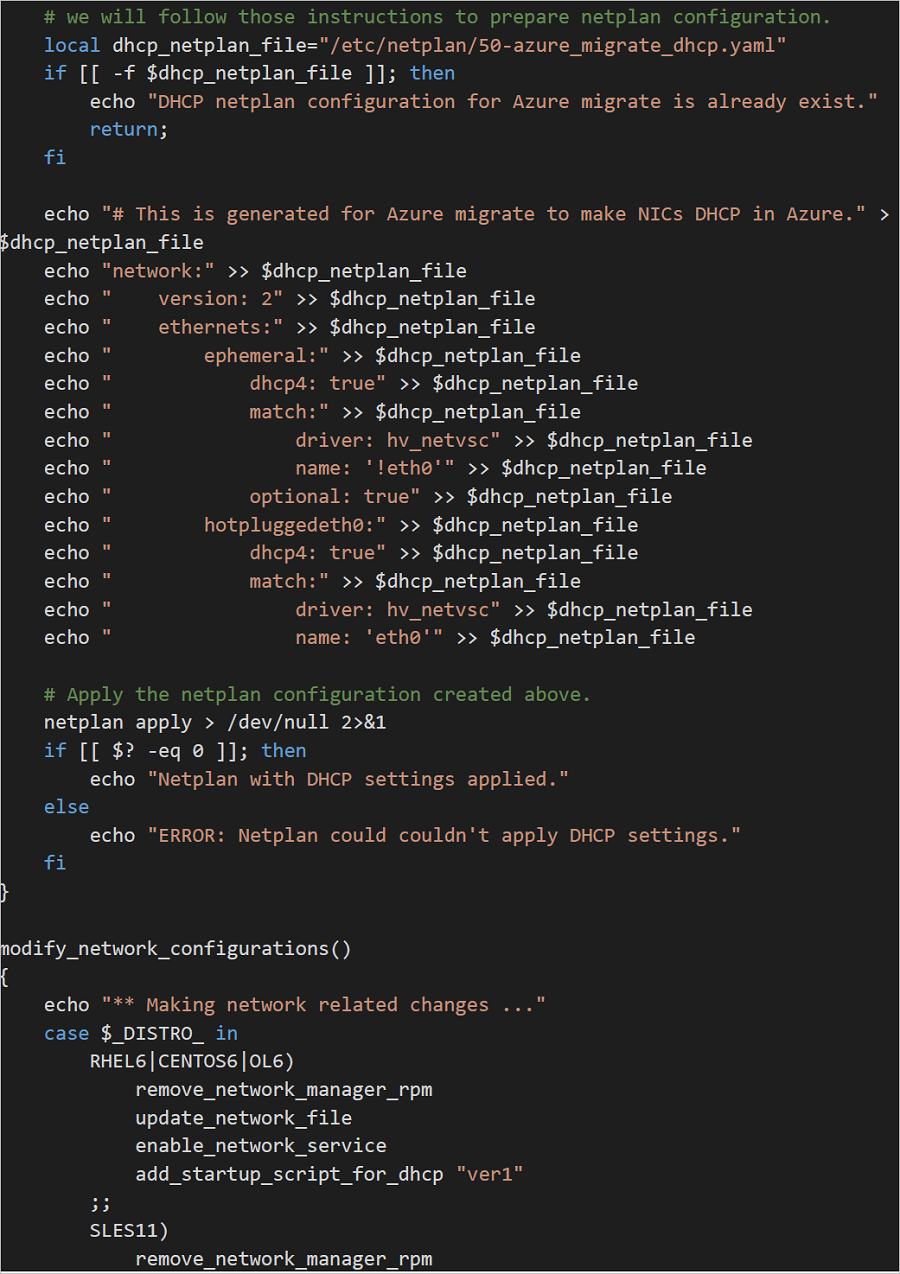 # we will follow those instructions to prepare netplan configuration.
    local dhcp_netplan_file="/etc/netplan/50-azure_migrate_dhcp.yaml"
    if [[ -f $dhcp_netplan_file ]]; then
        echo "DHCP netplan configuration for Azure migrate is already exist."
        return;
    fi

    echo "# This is generated for Azure migrate to make NICs DHCP in Azure." >
$dhcp_netplan_file
    echo "network:" >> $dhcp_netplan_file
    echo "    version: 2" >> $dhcp_netplan_file
    echo "    ethernets:" >> $dhcp_netplan_file
    echo "        ephemeral:" >> $dhcp_netplan_file
    echo "            dhcp4: true" >> $dhcp_netplan_file
    echo "            match:" >> $dhcp_netplan_file
    echo "                driver: hv_netvsc" >> $dhcp_netplan_file
    echo "                name: '!eth0'" >> $dhcp_netplan_file
    echo "            optional: true" >> $dhcp_netplan_file
    echo "        hotpluggedeth0:" >> $dhcp_netplan_file
    echo "            dhcp4: true" >> $dhcp_netplan_file
    echo "            match:" >> $dhcp_netplan_file
    echo "                driver: hv_netvsc" >> $dhcp_netplan_file
    echo "                name: 'eth0'" >> $dhcp_netplan_file

    # Apply the netplan configuration created above.
    netplan apply > /dev/null 2>&1
    if [[ $? -eq 0 ]]; then
        echo "Netplan with DHCP settings applied."
    else
        echo "ERROR: Netplan could couldn't apply DHCP settings."
    fi
}

modify_network_configurations()
{
    echo "** Making network related changes ..."
    case $_DISTRO_ in
        RHEL6|CENTOS6|OL6)
            remove_network_manager_rpm
            update_network_file
            enable_network_service
            add_startup_script_for_dhcp "ver1"
        ;;
        SLES11)
            remove_network_manager_rpm